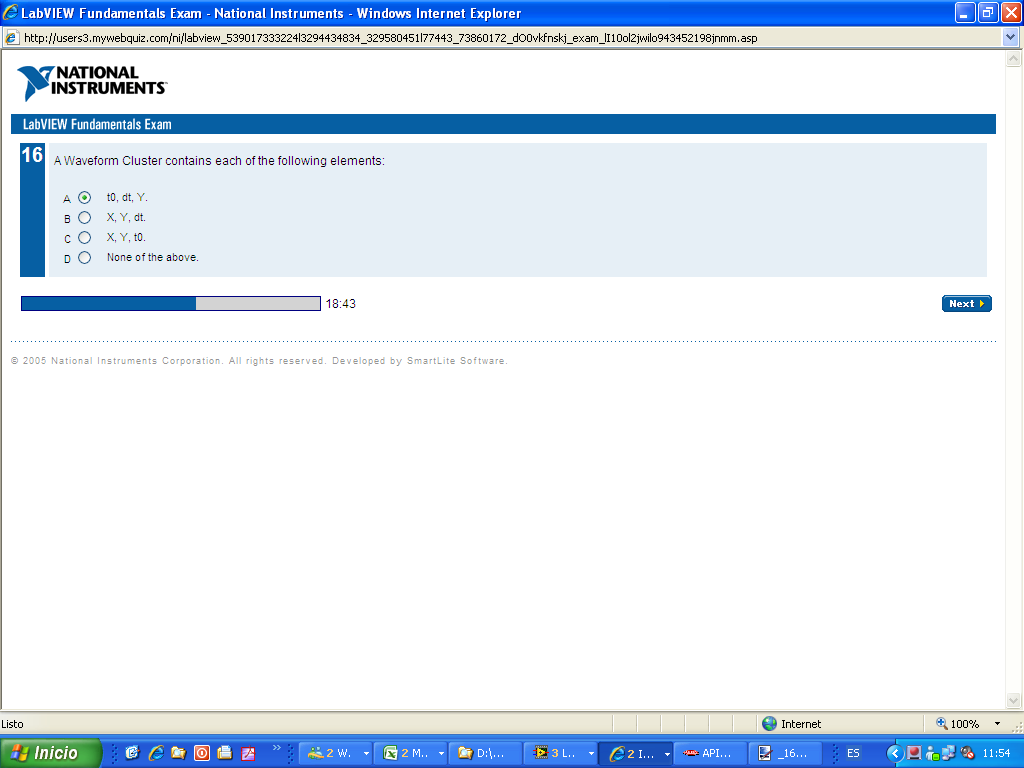 LabVIEW Fundamentals Exam - National Instruments - Windows Internet Explorer
http://users3.mywebquiz.com/ni/labview_539017333224l3294434834_329580451l77443_73860172_dO0vkfnskj_exam_lI10ol2jwilo943452198jnmm.asp
NATIONAL
INSTRUMENTS™
LabVIEW Fundamentals Exam
16 A Waveform Cluster contains each of the following elements:
A t0, dt, Y.
B X, Y, dt.
C X, Y, t0.
D None of the above.
18:43 Next
© 2005 National Instruments Corporation. All rights reserved. Developed by SmartLite Software.
Listo Internet 100%
Inicio 2 W... 2 M... D:\... 3 L... 2 I... API... _16... ES 11:54